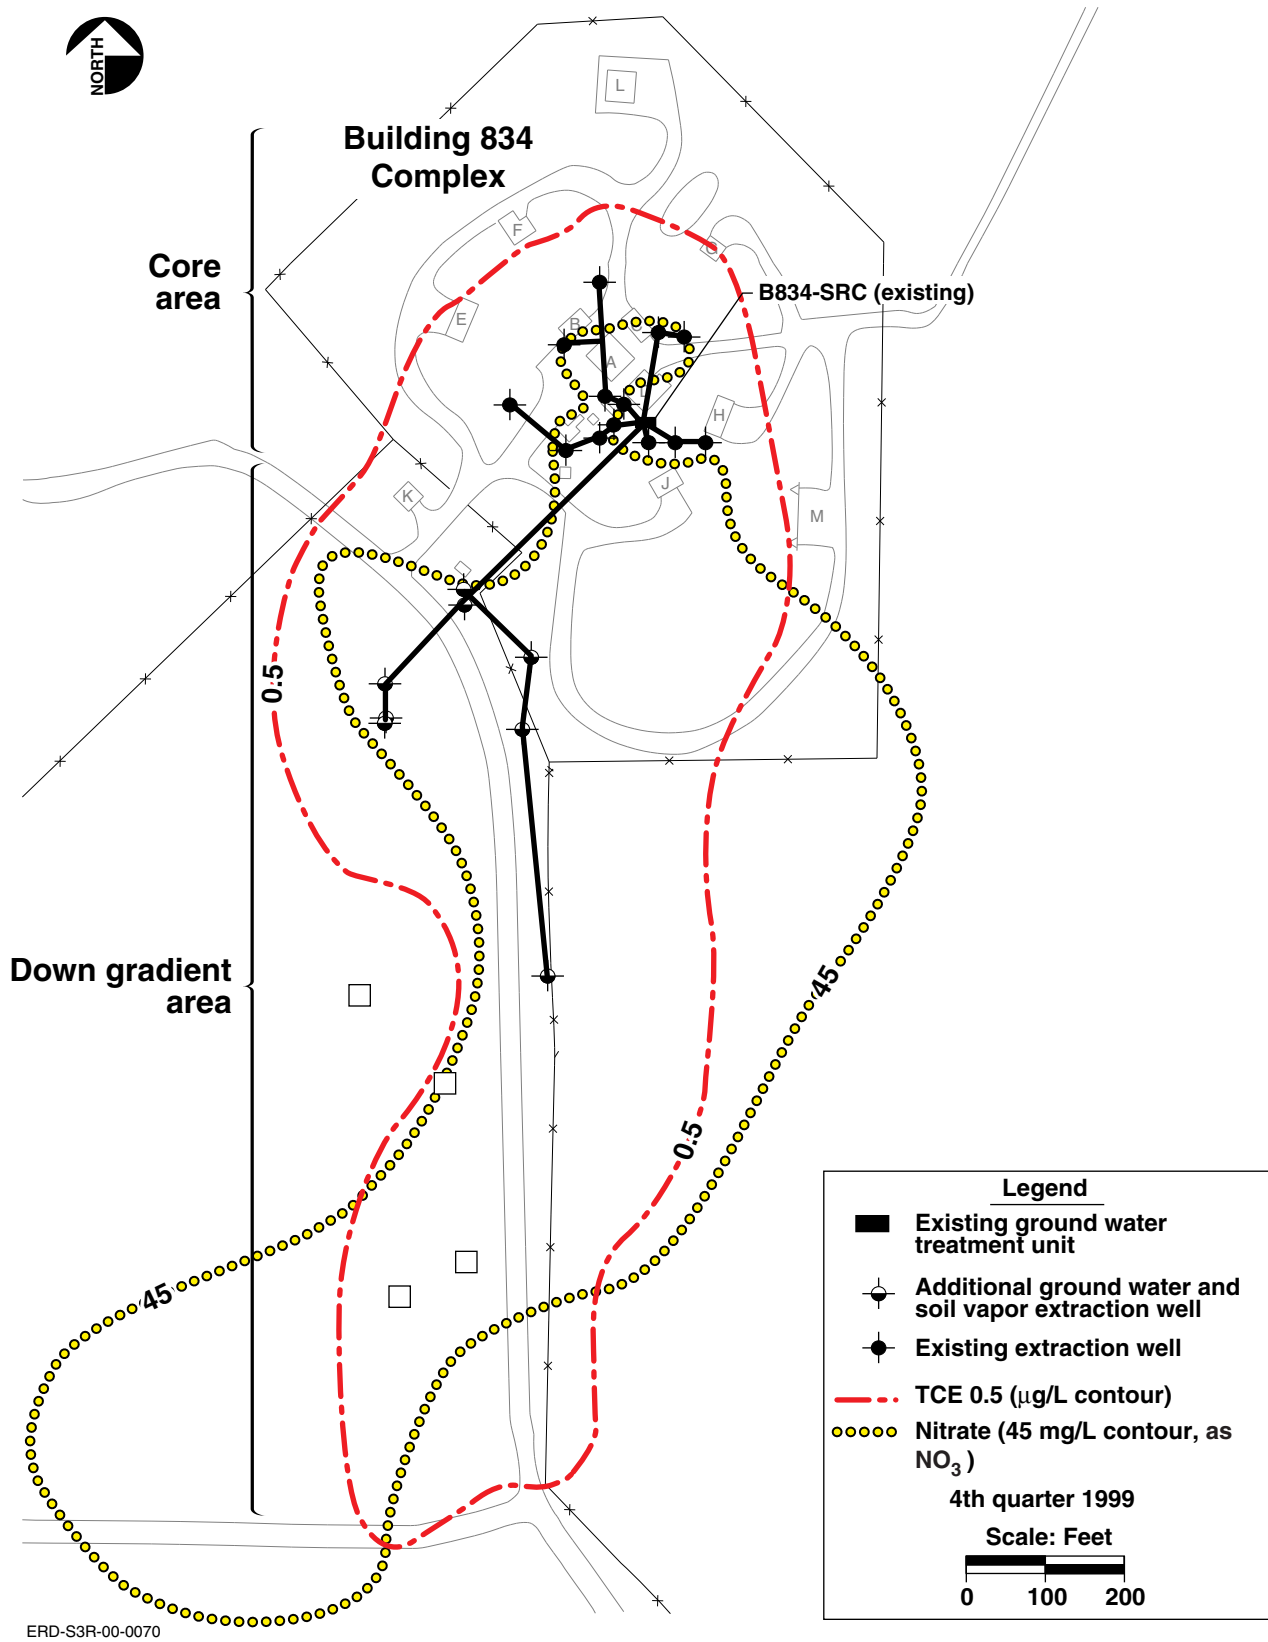 NORTH
L
Building 834
Complex
F
G
Core
area
B834-SRC (existing)
E
B
C
A
D
H
K
J
M
0.5
Down gradient
area
45
0.5
45
Legend
Existing ground water
treatment unit
Additional ground water and
soil vapor extraction well
Existing extraction well
TCE 0.5 (µg/L contour)
Nitrate (45 mg/L contour, as
NO3 )
4th quarter 1999
Scale: Feet
0 100 200
ERD-S3R-00-0070